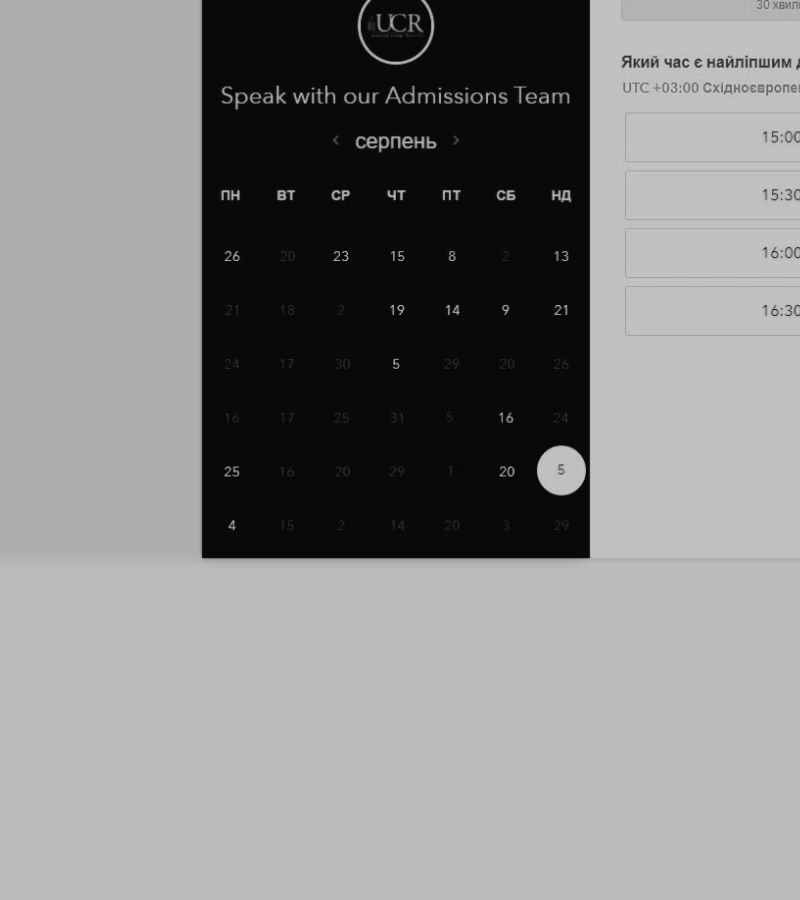 30 хвилі
UCR
Який час є найліпшим д
Speak with our Admissions Team
UTC +03:00 Східноєвропе
‹ серпень ›
15:00
ПН ВТ СР ЧТ ПТ СБ НД
15:30
26 20 23 15 8 2 13
16:00
21 18 2 19 14 9 21
16:30
24 17 30 5 29 20 26
16 17 25 31 5 16 24
25 16 20 29 1 20 5
4 15 2 14 20 3 29